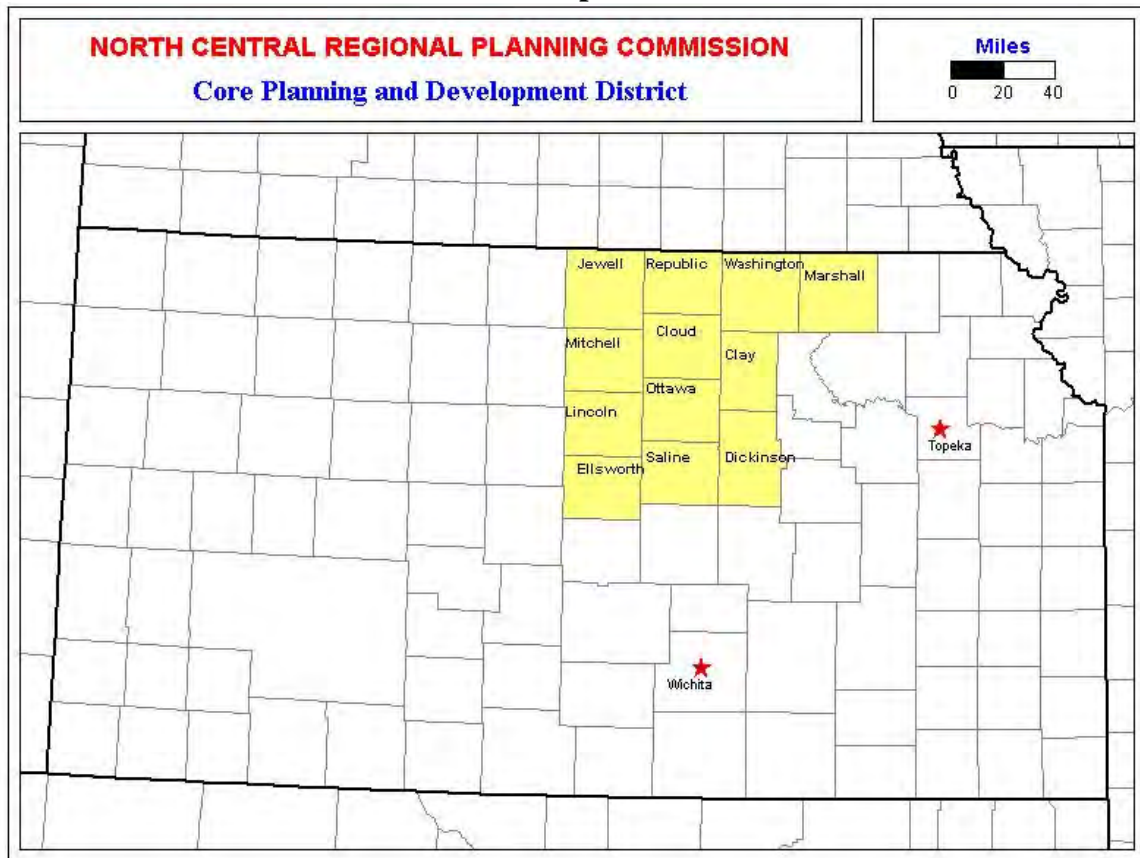 NORTH CENTRAL REGIONAL PLANNING COMMISSION
Core Planning and Development District
Miles
0 20 40
Jewell Republic Washington Marshall
Mitchell Cloud Clay
Lincoln Ottawa
Ellsworth Saline Dickinson
Topeka
Wichita